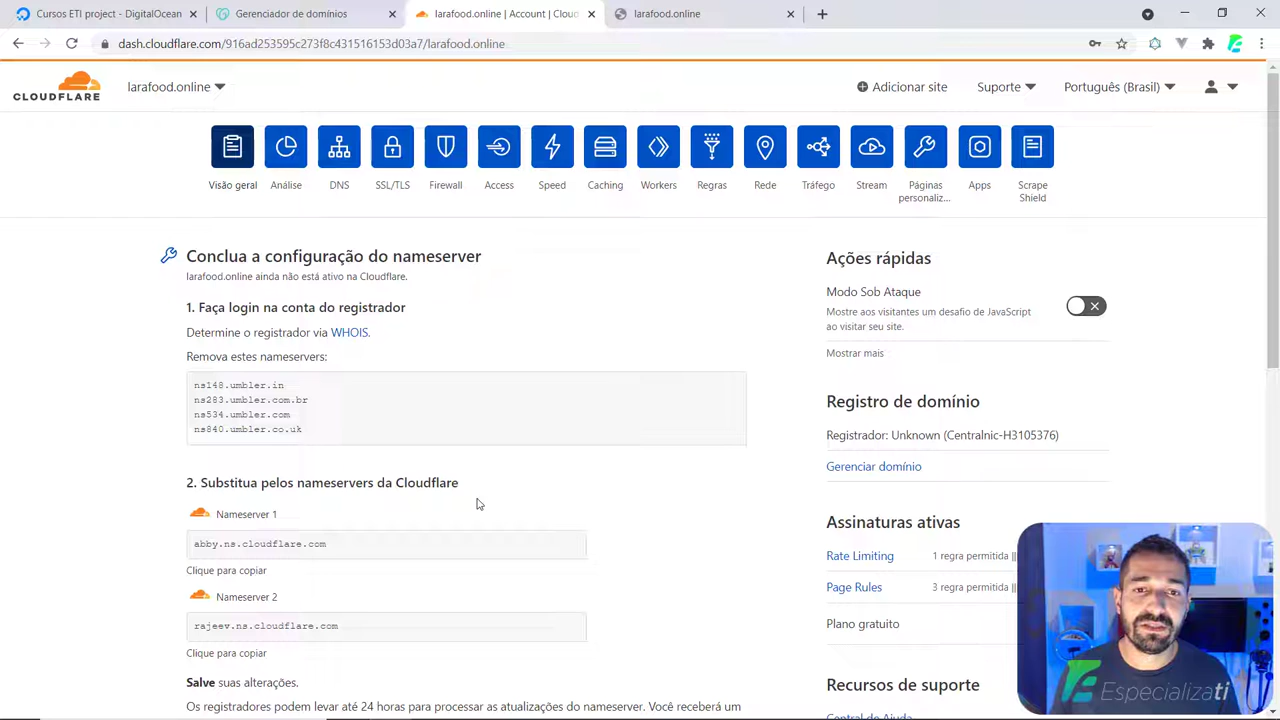 Cursos ETI project - DigitalOcean
Gerenciador de domínios
larafood.online | Account | Clou
larafood.online
dash.cloudflare.com/916ad253595c273f8c431516153d03a7/larafood.online
CLOUDFLARE
larafood.online
Adicionar site
Suporte
Português (Brasil)
Visão geral
Análise
DNS
SSL/TLS
Firewall
Access
Speed
Caching
Workers
Regras
Rede
Tráfego
Stream
Páginas personaliz...
Apps
Scrape Shield
Conclua a configuração do nameserver
larafood.online ainda não está ativo na Cloudflare.
1. Faça login na conta do registrador
Determine o registrador via WHOIS.
Remova estes nameservers:
ns148.umbler.in
ns283.umbler.com.br
ns534.umbler.com
ns840.umbler.co.uk
2. Substitua pelos nameservers da Cloudflare
Nameserver 1
abby.ns.cloudflare.com
Clique para copiar
Nameserver 2
rajeev.ns.cloudflare.com
Clique para copiar
Salve suas alterações.
Os registradores podem levar até 24 horas para processar as atualizações do nameserver. Você receberá um
Ações rápidas
Modo Sob Ataque
Mostre aos visitantes um desafio de JavaScript
ao visitar seu site.
Mostrar mais
Registro de domínio
Registrador: Unknown (Centralnic-H3105376)
Gerenciar domínio
Assinaturas ativas
Rate Limiting
1 regra permitida ||
Page Rules
3 regra permitida ||
Plano gratuito
Recursos de suporte
Central de Ajuda
Especializati